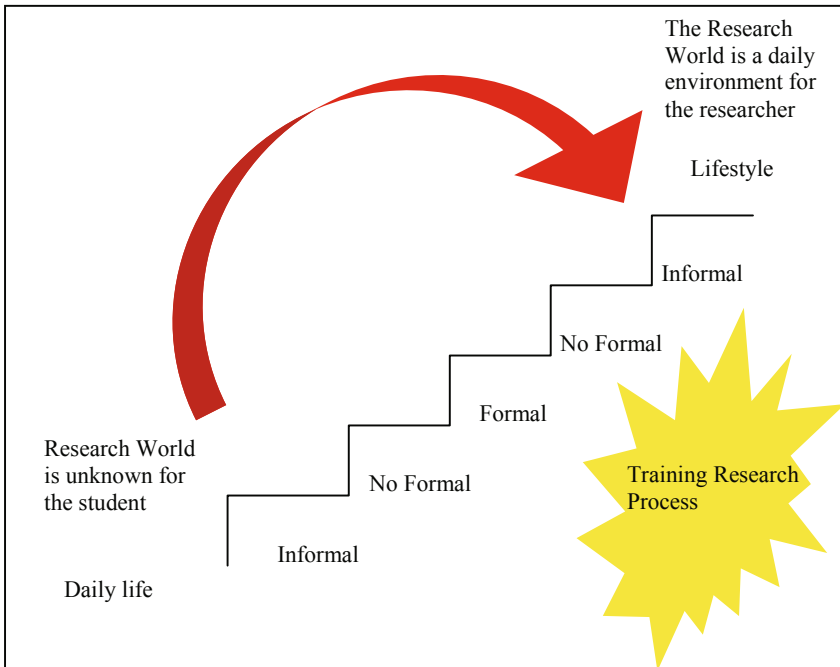 The Research
World is a daily
environment for
the researcher
Lifestyle
Informal
No Formal
Formal
Research World
is unknown for
the student
No Formal
Training Research
Process
Informal
Daily life